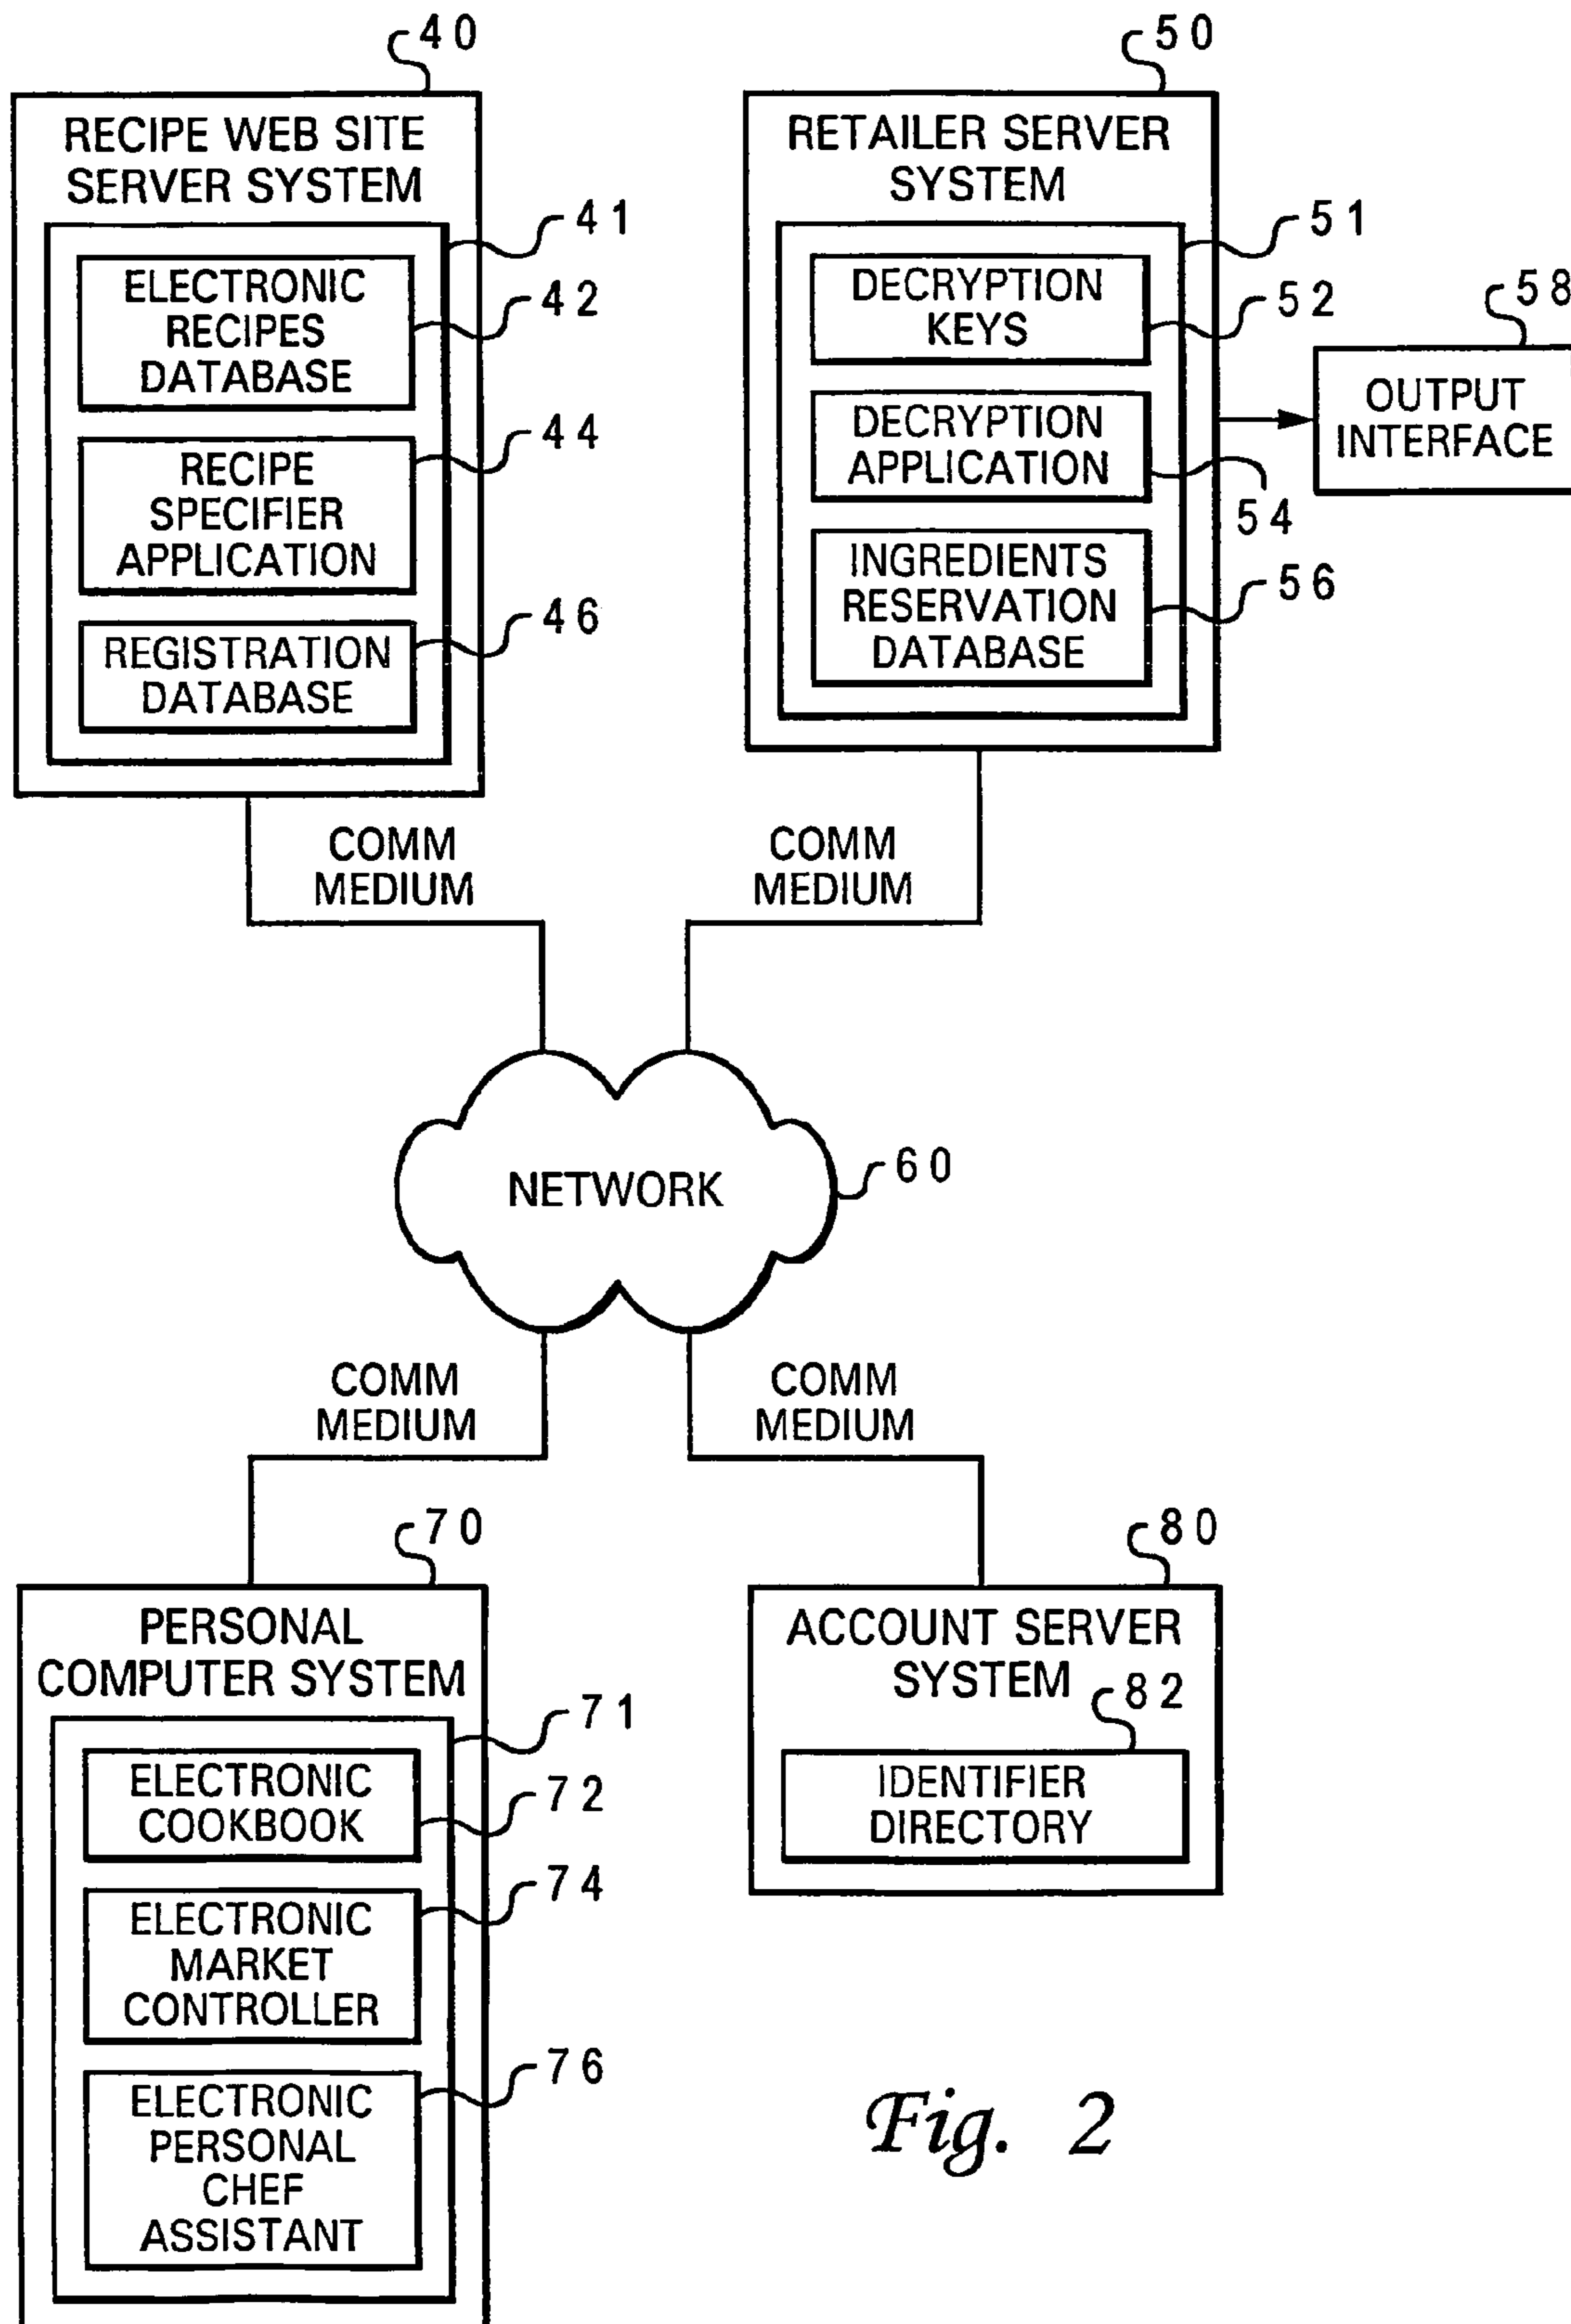 40
RECIPE WEB SITE
SERVER SYSTEM
41
ELECTRONIC
RECIPES
DATABASE
42
RECIPE
SPECIFIER
APPLICATION
44
REGISTRATION
DATABASE
46
50
RETAILER SERVER
SYSTEM
51
DECRYPTION
KEYS
52
DECRYPTION
APPLICATION
54
INGREDIENTS
RESERVATION
DATABASE
56
58
OUTPUT
INTERFACE
COMM
MEDIUM
COMM
MEDIUM
NETWORK
60
COMM
MEDIUM
COMM
MEDIUM
70
PERSONAL
COMPUTER SYSTEM
71
ELECTRONIC
COOKBOOK
72
ELECTRONIC
MARKET
CONTROLLER
74
ELECTRONIC
PERSONAL
CHEF
ASSISTANT
76
80
ACCOUNT SERVER
SYSTEM
82
IDENTIFIER
DIRECTORY
Fig. 2